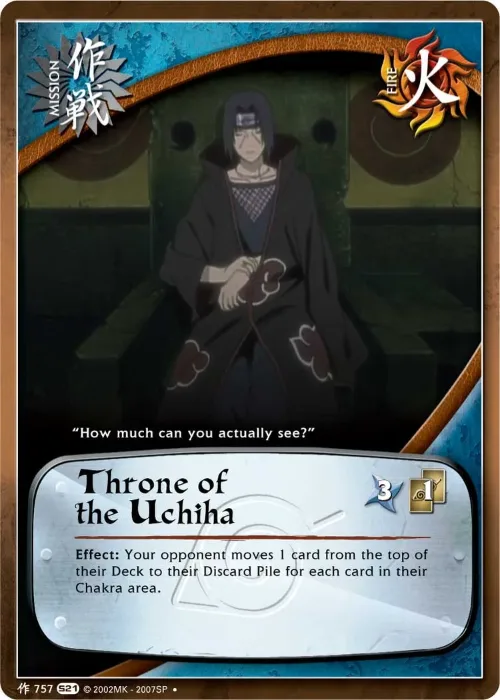 MISSION
作戦
FIRE
火
“How much can you actually see?”
Throne of
the Uchiha
3
1
Effect: Your opponent moves 1 card from the top of
their Deck to their Discard Pile for each card in their
Chakra area.
作 757 S21 © 2002MK - 2007SP •